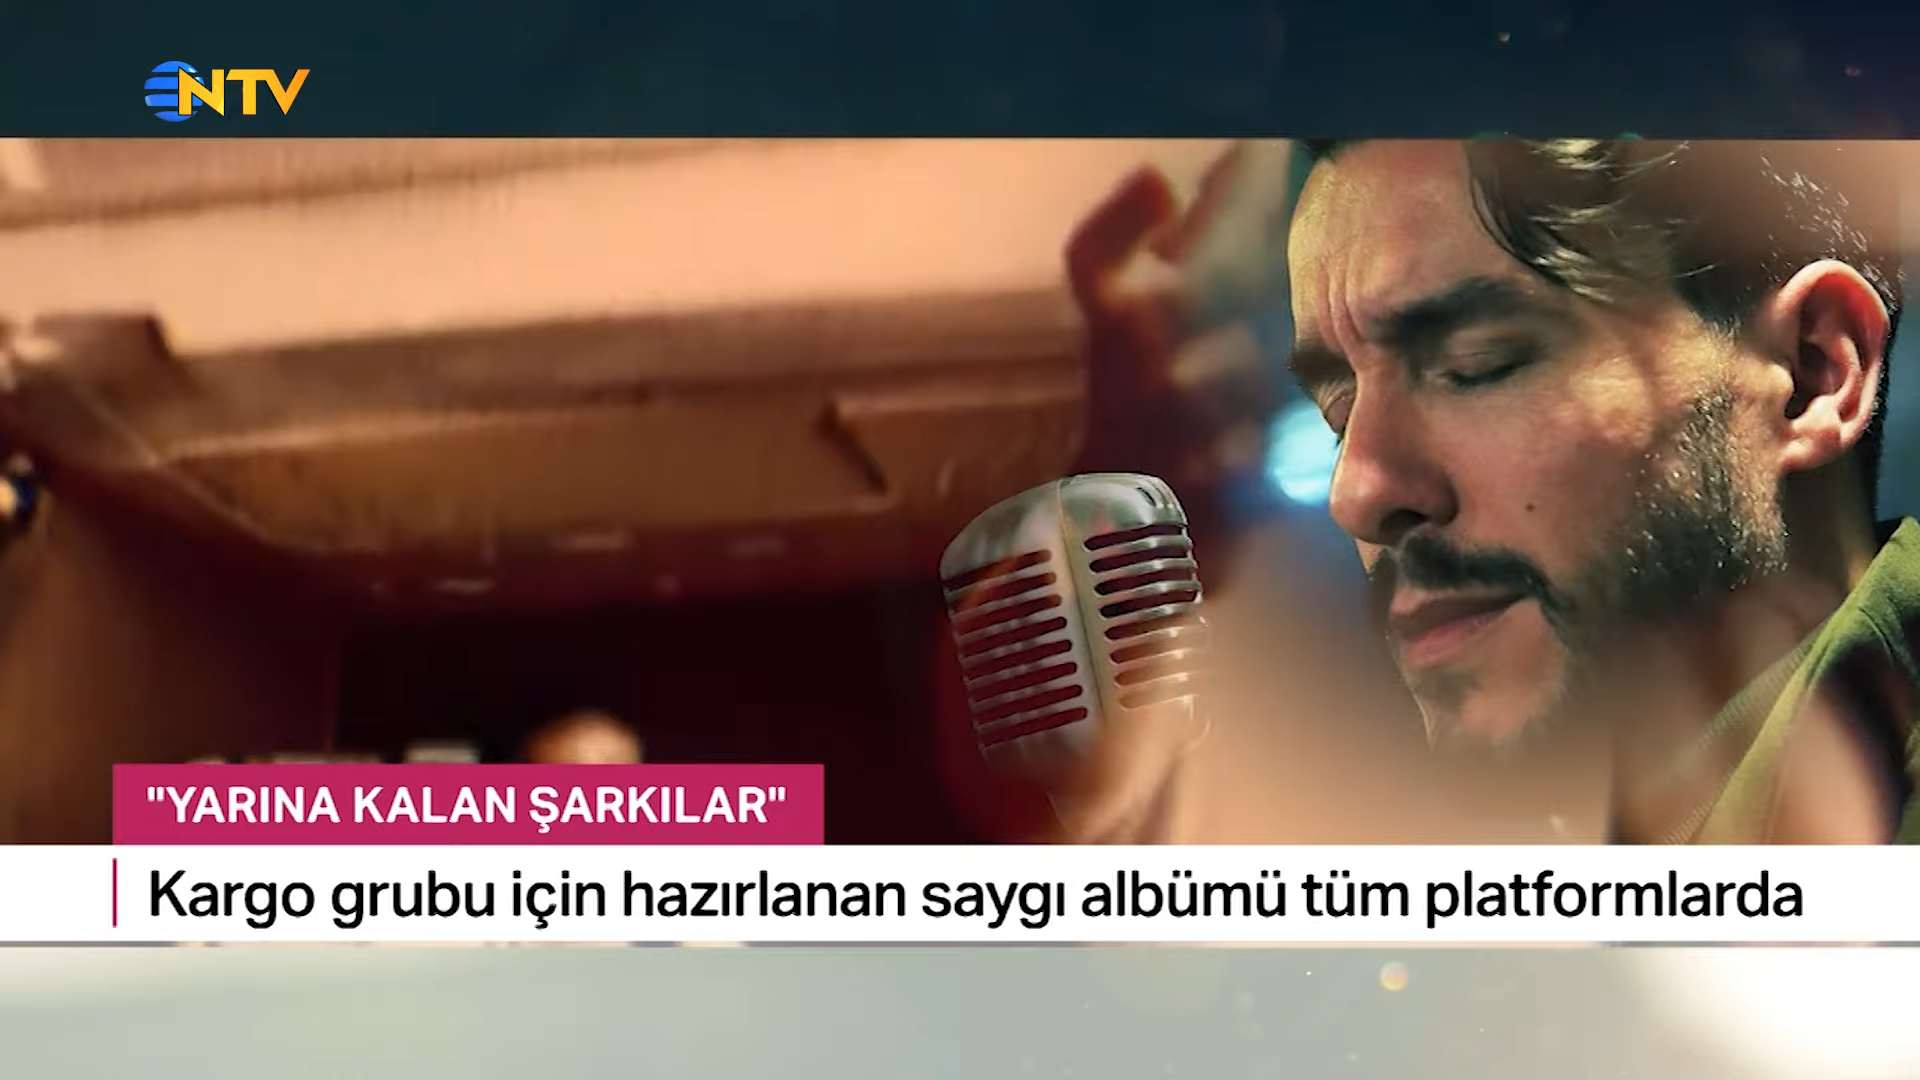 NTV
"YARINA KALAN ŞARKILAR"
Kargo grubu için hazırlanan saygı albümü tüm platformlarda